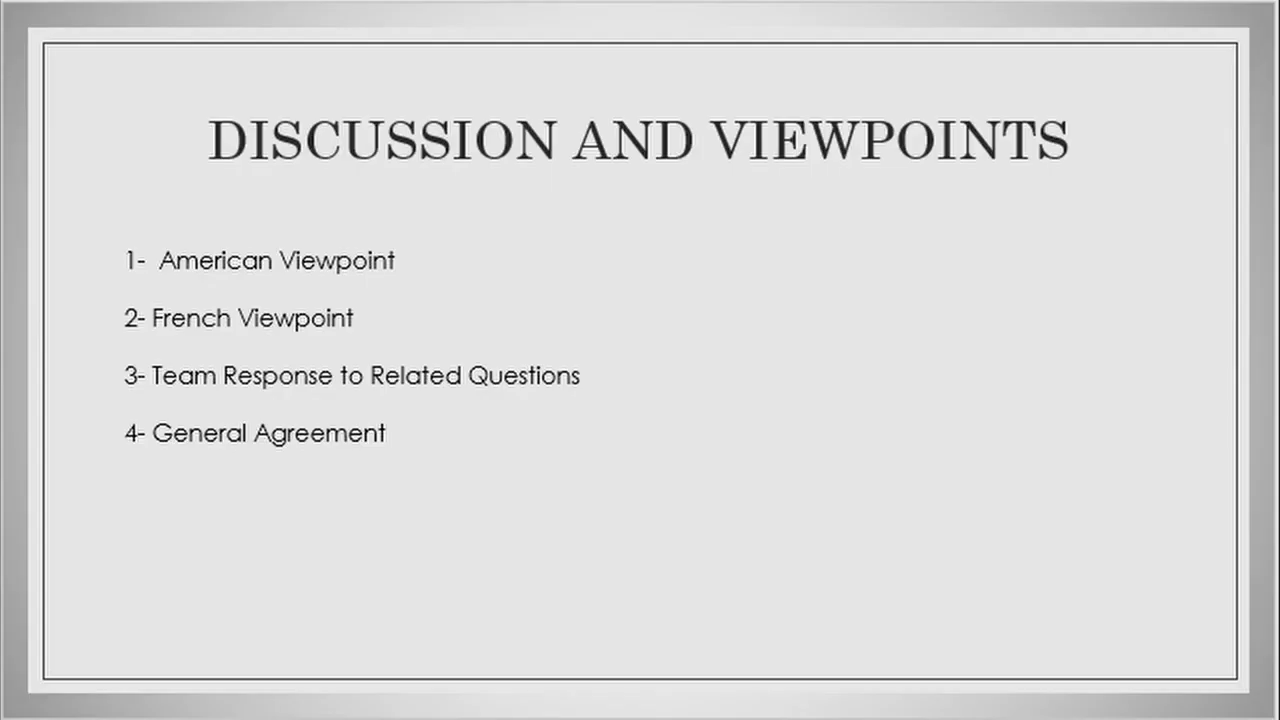 DISCUSSION AND VIEWPOINTS
1-  American Viewpoint
2- French Viewpoint
3- Team Response to Related Questions
4- General Agreement